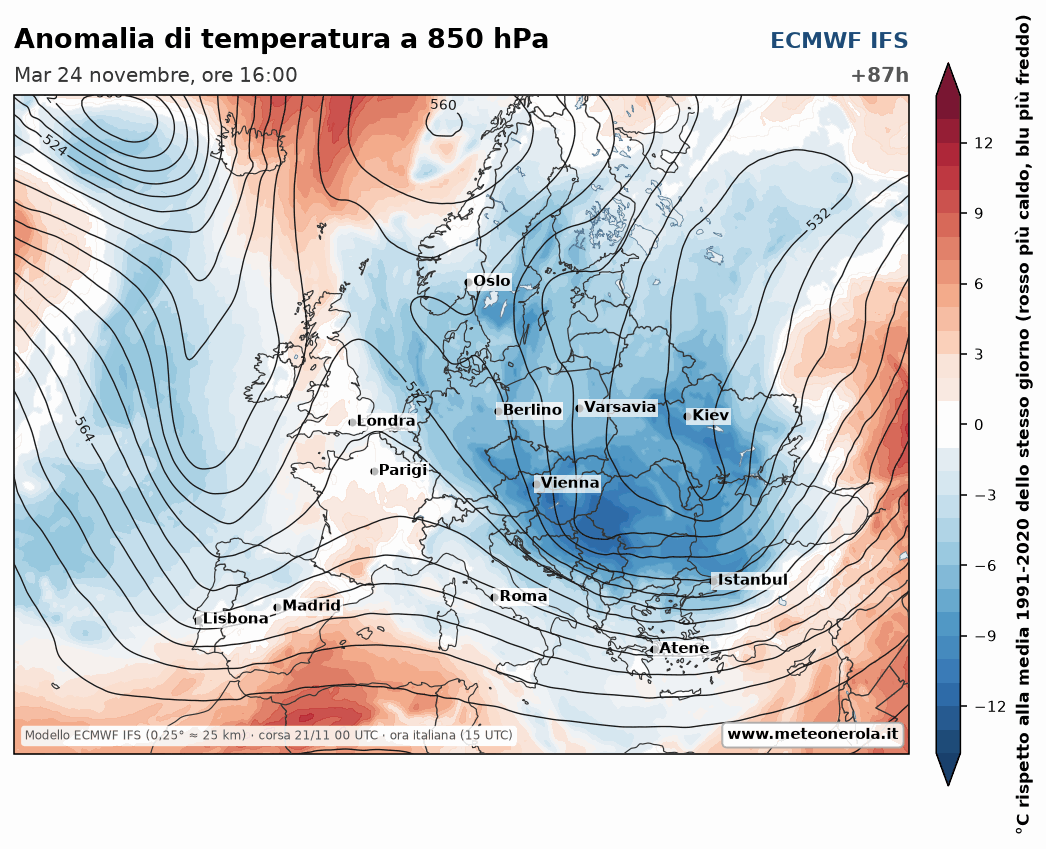 Anomalia di temperatura a 850 hPa
ECMWF IFS
Mar 24 novembre, ore 16:00
+87h
560
524
532
Oslo
552
564
Berlino
Varsavia
Kiev
Londra
Parigi
Vienna
Istanbul
Roma
Madrid
Lisbona
Atene
Modello ECMWF IFS (0,25° ≈ 25 km) · corsa 21/11 00 UTC · ora italiana (15 UTC)
www.meteonerola.it
12
9
6
3
0
−3
−6
−9
−12
°C rispetto alla media 1991-2020 dello stesso giorno (rosso più caldo, blu più freddo)